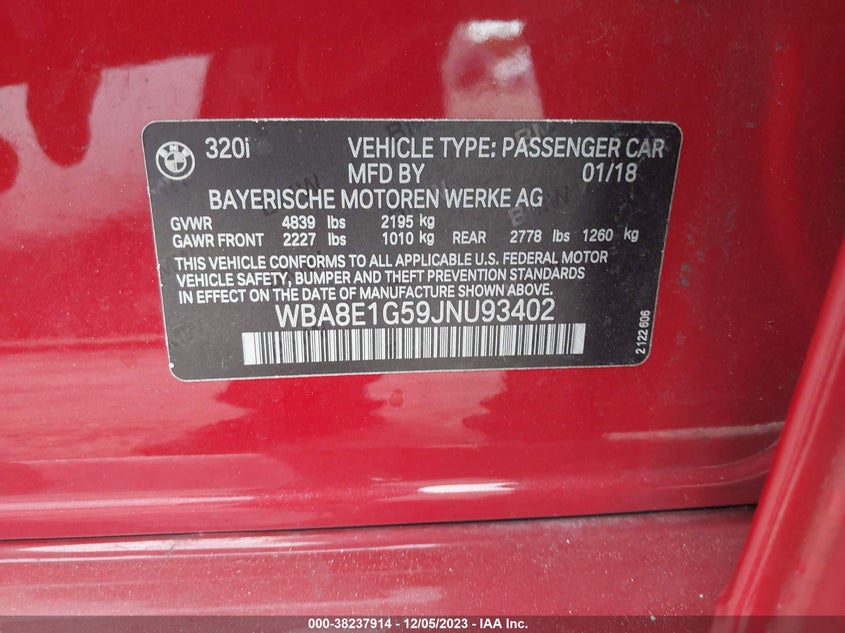 320i VEHICLE TYPE: PASSENGER CAR
MFD BY 01/18
BAYERISCHE MOTOREN WERKE AG
GVWR 4839 lbs 2195 kg
GAWR FRONT 2227 lbs 1010 kg REAR 2778 lbs 1260 kg
THIS VEHICLE CONFORMS TO ALL APPLICABLE U.S. FEDERAL MOTOR
VEHICLE SAFETY, BUMPER AND THEFT PREVENTION STANDARDS
IN EFFECT ON THE DATE OF MANUFACTURE SHOWN ABOVE.
WBA8E1G59JNU93402
2 122 606
000-38237914 - 12/05/2023 - IAA Inc.